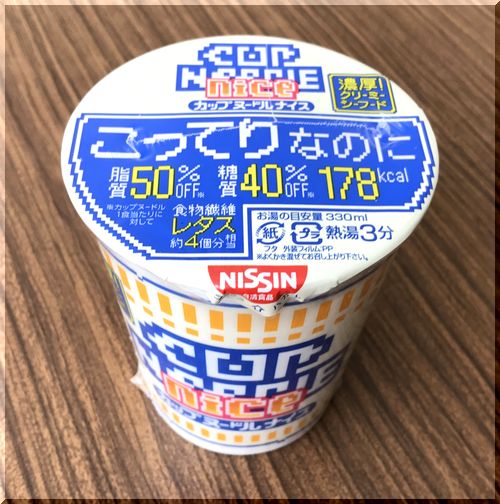 CUP
NOODLE
nice
カップヌードルナイス
濃厚!
クリーミー
シーフード
こってりなのに
脂質50%OFF※ 糖質40%OFF※ 178kcal
※カップヌードル
1食当たりに
対して
食物繊維
レタス
約4個分相当
お湯の目安量 330ml
紙 プラ 熱湯3分
フタ 外装フィルム:PP
※よくかき混ぜてお召し上がり下さい。
NISSIN
日清食品
CUP
NOODLE
nice
カップヌードルナイス